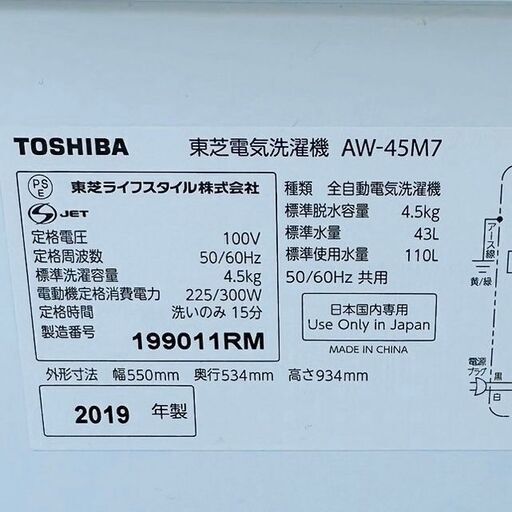 TOSHIBA 東芝電気洗濯機 AW-45M7
PS E 東芝ライフスタイル株式会社
S JET
定格電圧 100V
定格周波数 50/60Hz
標準洗濯容量 4.5kg
電動機定格消費電力 225/300W
定格時間 洗いのみ 15分
製造番号 199011RM
種類 全自動電気洗濯機
標準脱水容量 4.5kg
標準水量 43L
標準使用水量 110L
50/60Hz 共用
日本国内専用
Use Only in Japan
MADE IN CHINA
外形寸法 幅550mm 奥行534mm 高さ934mm
2019 年製
アース線
黄/緑
電源
プラグ
黒
白